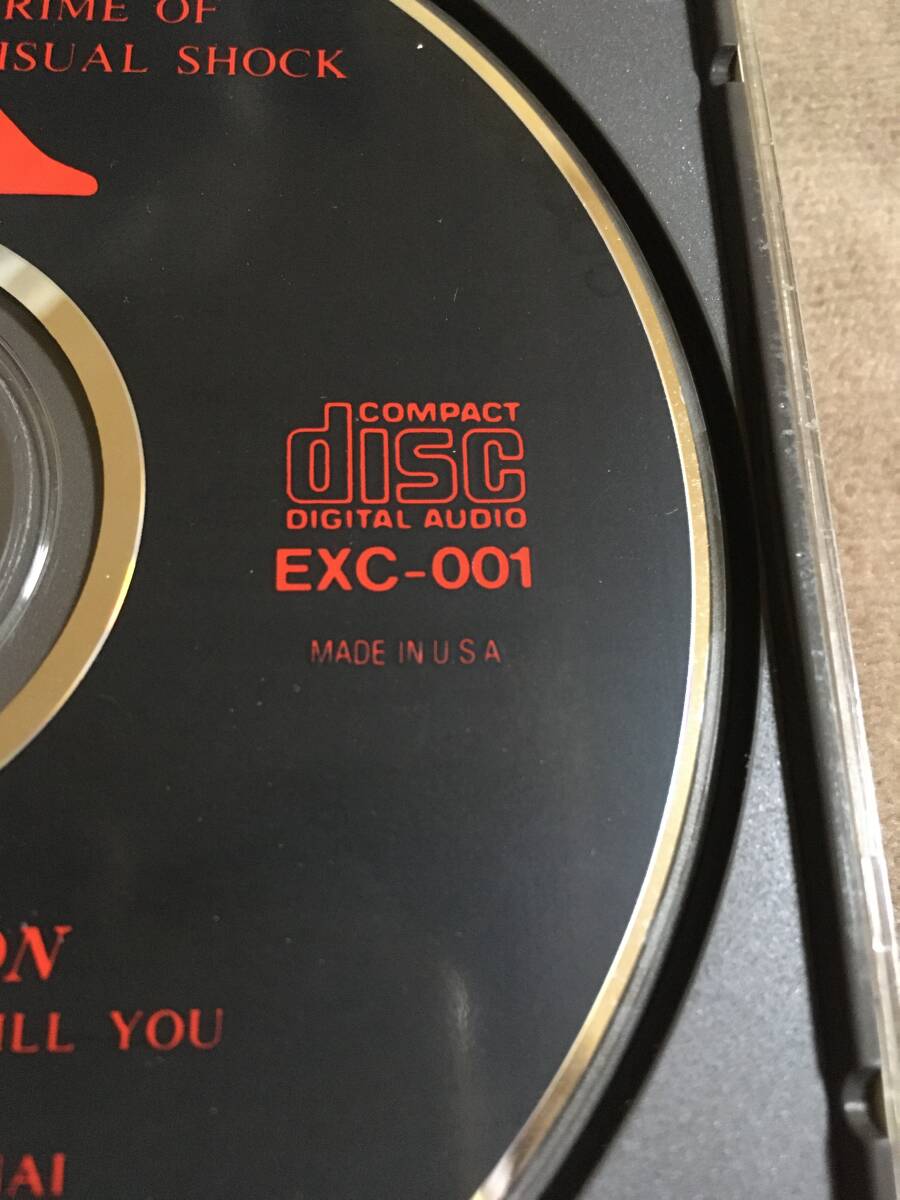 RIME OF
ISUAL SHOCK
COMPACT
disc
DIGITAL AUDIO
EXC-001
MADE IN U.S A
ON
ILL YOU
IAI